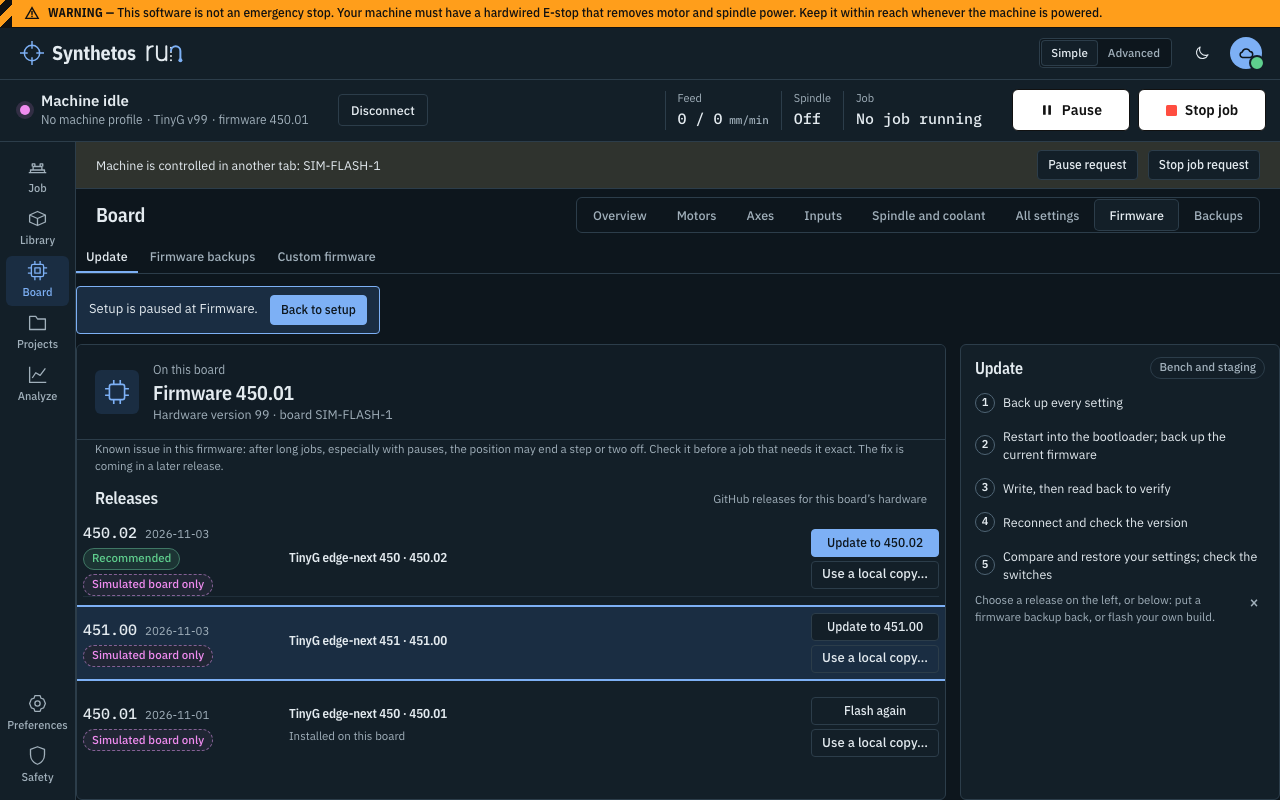 WARNING — This software is not an emergency stop. Your machine must have a hardwired E-stop that removes motor and spindle power. Keep it within reach whenever the machine is powered.
Synthetos run
Simple
Advanced
Machine idle
No machine profile · TinyG v99 · firmware 450.01
Disconnect
Feed
0 / 0 mm/min
Spindle
Off
Job
No job running
Pause
Stop job
Job
Library
Board
Projects
Analyze
Preferences
Safety
Machine is controlled in another tab: SIM-FLASH-1
Pause request
Stop job request
Board
Overview
Motors
Axes
Inputs
Spindle and coolant
All settings
Firmware
Backups
Update
Firmware backups
Custom firmware
Setup is paused at Firmware.
Back to setup
On this board
Firmware 450.01
Hardware version 99 · board SIM-FLASH-1
Known issue in this firmware: after long jobs, especially with pauses, the position may end a step or two off. Check it before a job that needs it exact. The fix is
coming in a later release.
Releases
GitHub releases for this board's hardware
450.02 2026-11-03
Recommended
Simulated board only
TinyG edge-next 450 · 450.02
Update to 450.02
Use a local copy...
451.00 2026-11-03
Simulated board only
TinyG edge-next 451 · 451.00
Update to 451.00
Use a local copy...
450.01 2026-11-01
Simulated board only
TinyG edge-next 450 · 450.01
Installed on this board
Flash again
Use a local copy...
Update
Bench and staging
1 Back up every setting
2 Restart into the bootloader; back up the
current firmware
3 Write, then read back to verify
4 Reconnect and check the version
5 Compare and restore your settings; check the
switches
Choose a release on the left, or below: put a
firmware backup back, or flash your own build.
×